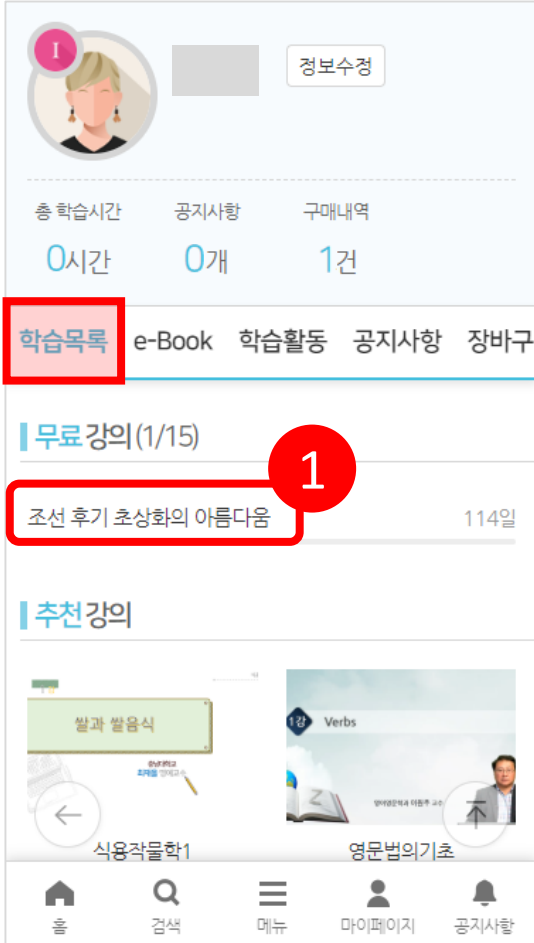 I
정보수정
총 학습시간 공지사항 구매내역
0시간 0개 1건
학습목록 e-Book 학습활동 공지사항 장바구
무료 강의 (1/15)
1
조선 후기 초상화의 아름다움 114일
추천 강의
쌀과 쌀음식
1강 Verbs
식용작물학1 영문법의기초
홈 검색 메뉴 마이페이지 공지사항